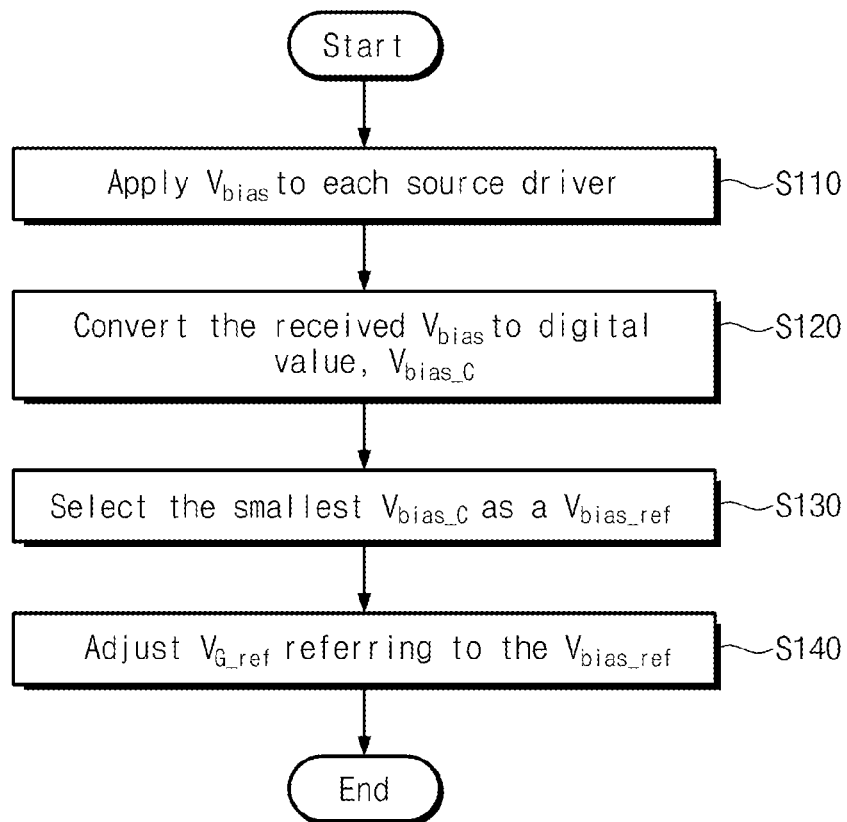 Start
Apply V_bias to each source driver
S110
Convert the received V_bias to digital
value, V_bias_C
S120
Select the smallest V_bias_C as a V_bias_ref
S130
Adjust V_G_ref referring to the V_bias_ref
S140
End